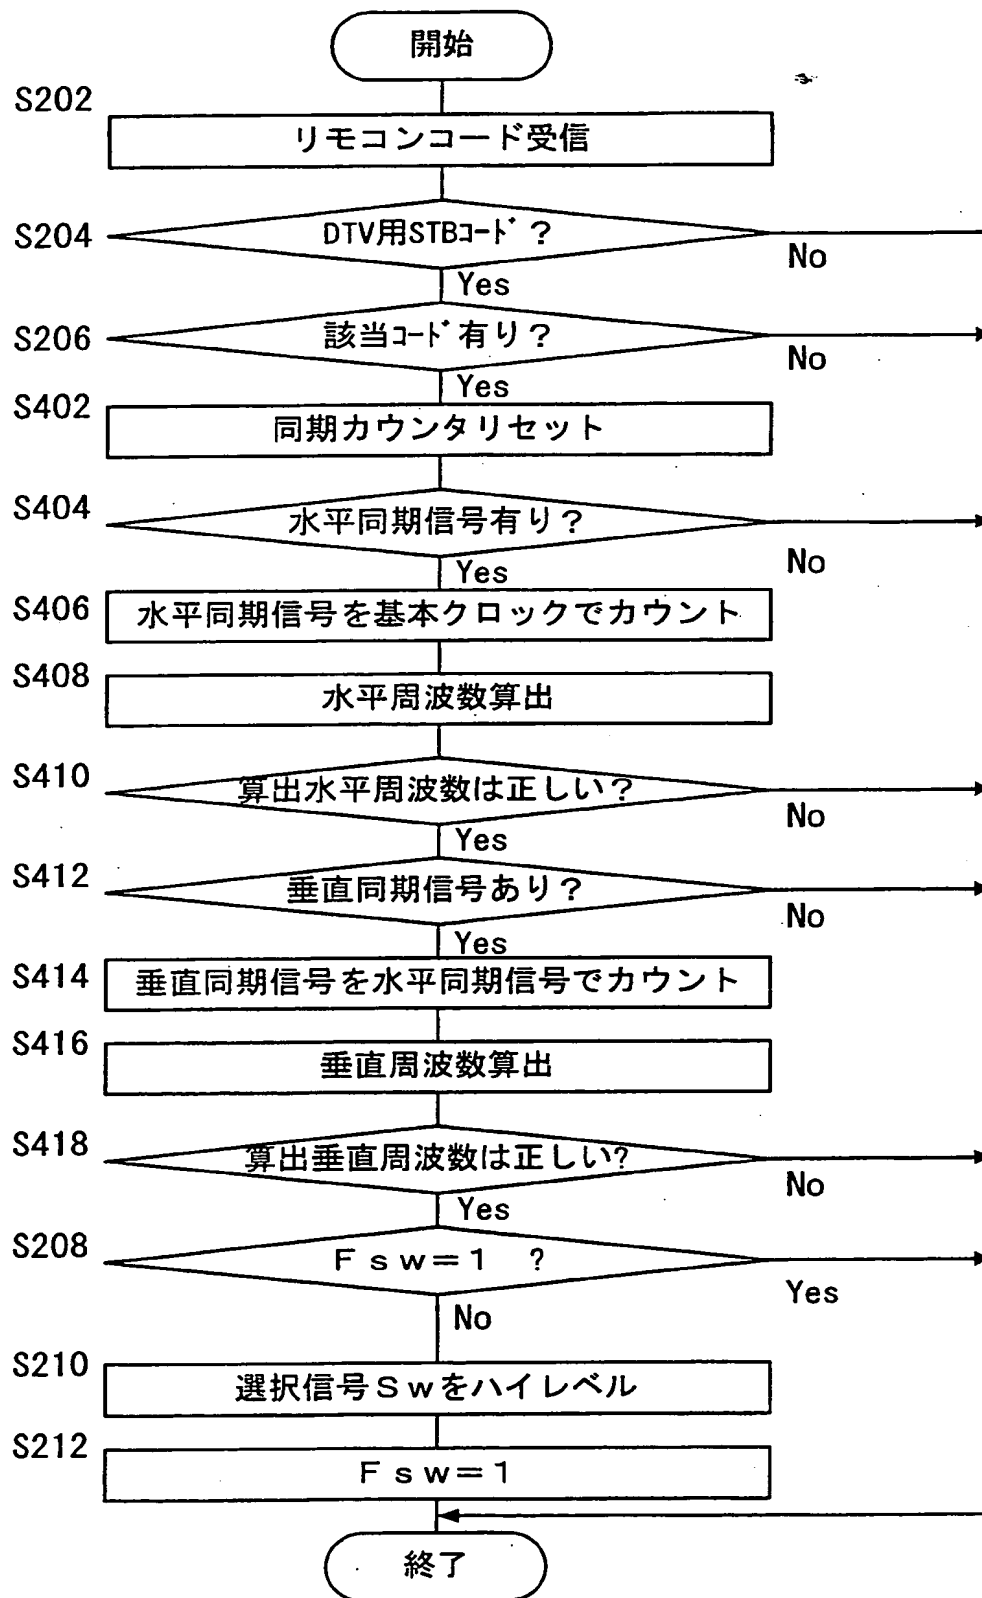 開始
S202
リモコンコード受信
S204
DTV用STBｺｰﾄﾞ?
No
Yes
S206
該当ｺｰﾄﾞ有り?
No
Yes
S402
同期カウンタリセット
S404
水平同期信号有り?
No
Yes
S406
水平同期信号を基本クロックでカウント
S408
水平周波数算出
S410
算出水平周波数は正しい?
No
Yes
S412
垂直同期信号あり?
No
Yes
S414
垂直同期信号を水平同期信号でカウント
S416
垂直周波数算出
S418
算出垂直周波数は正しい?
No
Yes
S208
Fsw=1 ?
Yes
No
S210
選択信号Swをハイレベル
S212
Fsw=1
終了